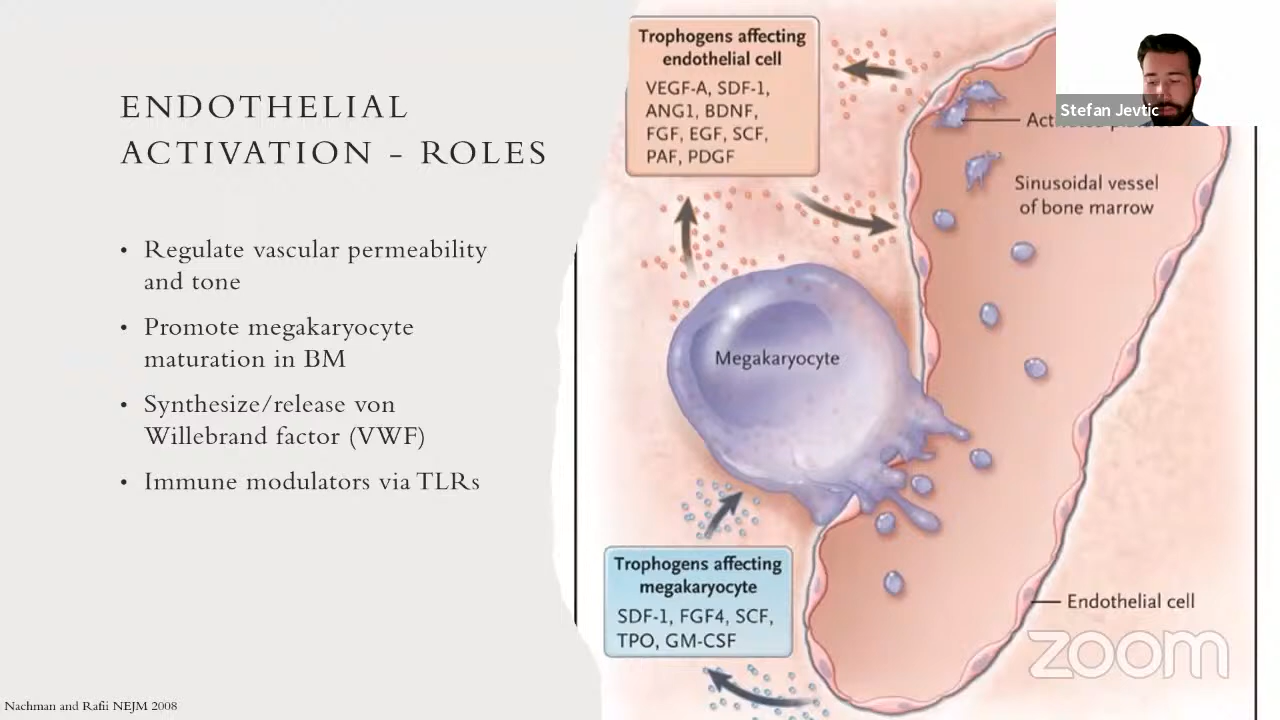 ENDOTHELIAL
ACTIVATION - ROLES
• Regulate vascular permeability
and tone
• Promote megakaryocyte
maturation in BM
• Synthesize/release von
Willebrand factor (VWF)
• Immune modulators via TLRs
Nachman and Rafii NEJM 2008
Trophogens affecting
endothelial cell
VEGF-A, SDF-1,
ANG1, BDNF,
FGF, EGF, SCF,
PAF, PDGF
Stefan Jevtic
Sinusoidal vessel
of bone marrow
Megakaryocyte
Trophogens affecting
megakaryocyte
SDF-1, FGF4, SCF,
TPO, GM-CSF
Endothelial cell
zoom